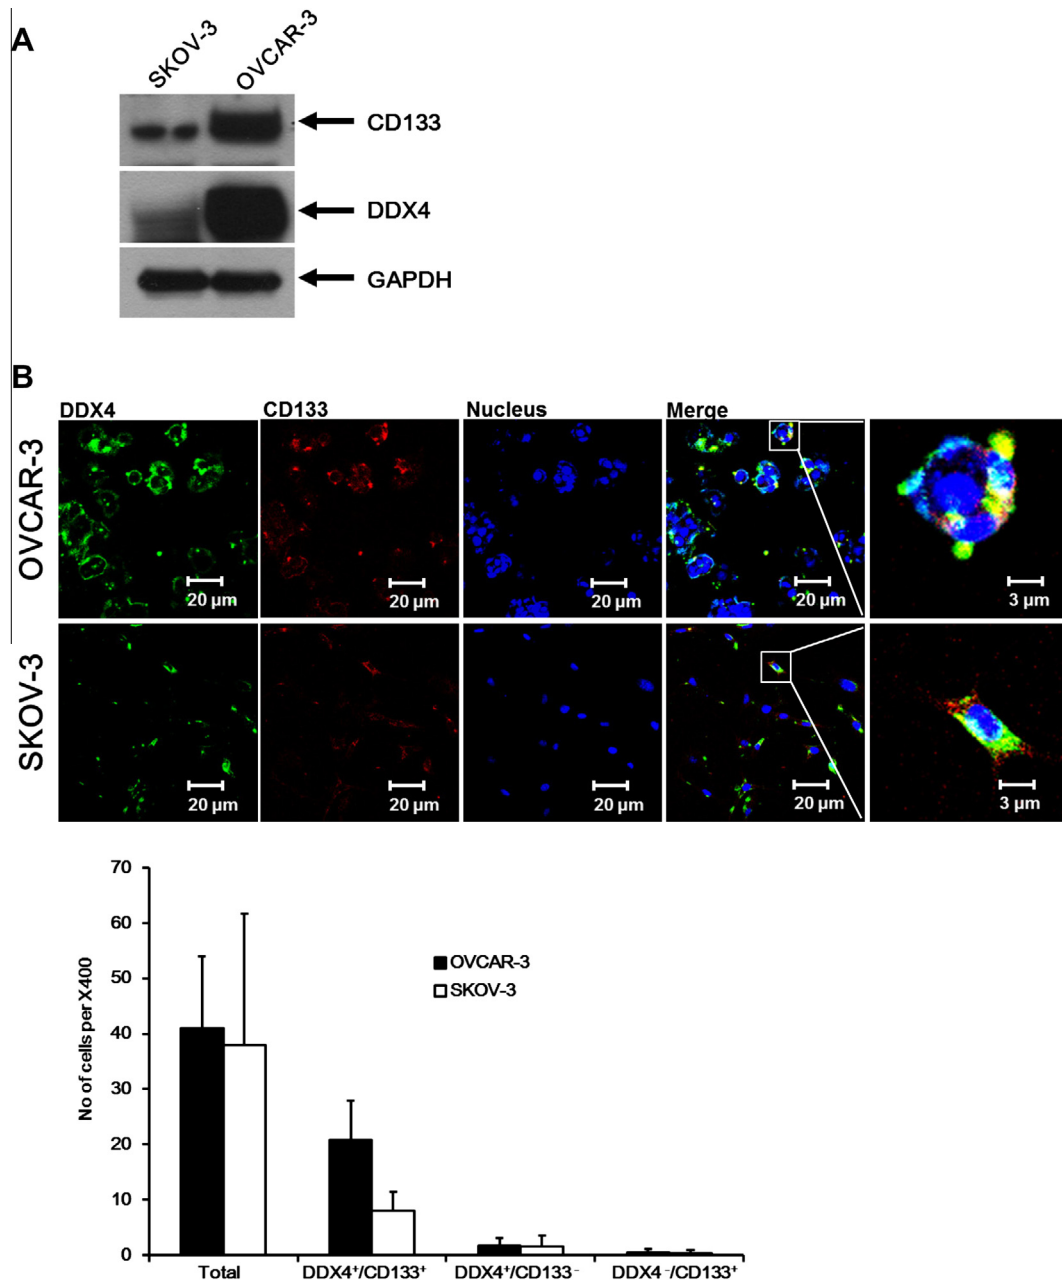 A
SKOV-3 OVCAR-3
CD133
DDX4
GAPDH
B
DDX4 CD133 Nucleus Merge
OVCAR-3
20 µm 20 µm 20 µm 20 µm 3 µm
SKOV-3
20 µm 20 µm 20 µm 20 µm 3 µm
70
60
50
40
30
20
10
0
No of cells per X400
OVCAR-3
SKOV-3
Total DDX4⁺/CD133⁺ DDX4⁺/CD133⁻ DDX4⁻/CD133⁺